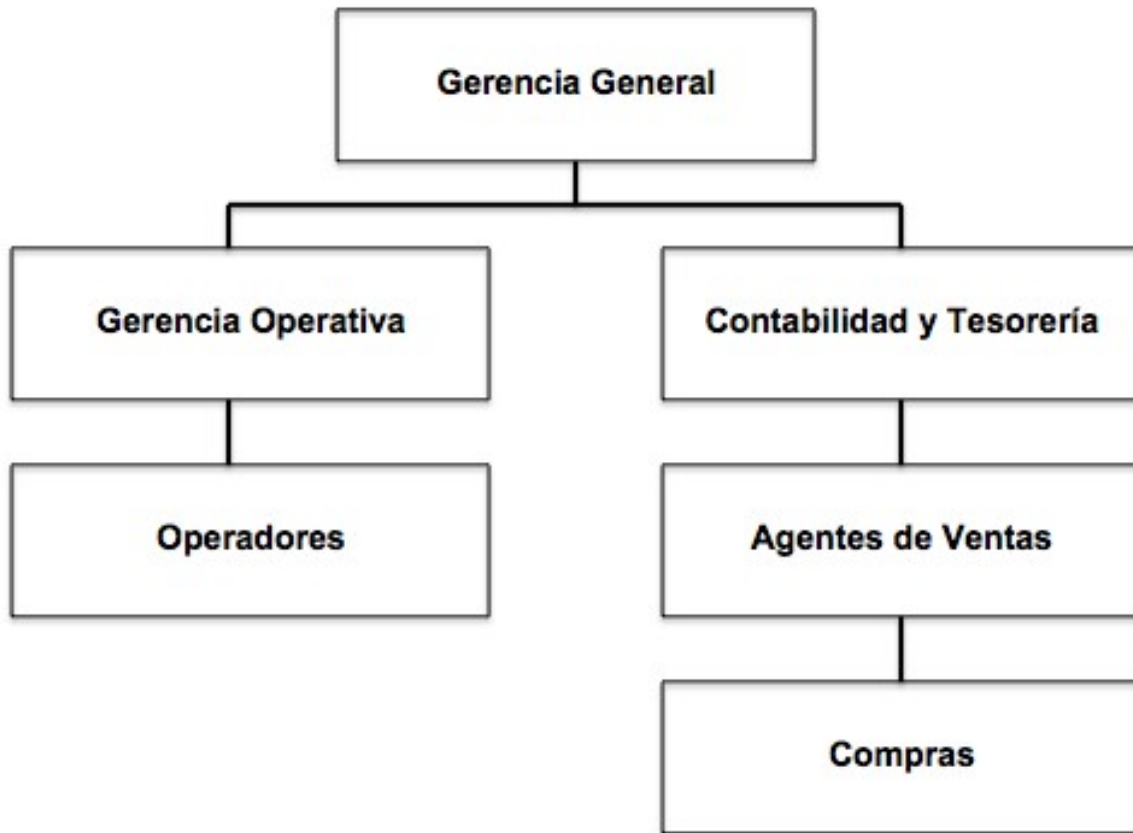 Gerencia General
Gerencia Operativa
Contabilidad y Tesorería
Operadores
Agentes de Ventas
Compras